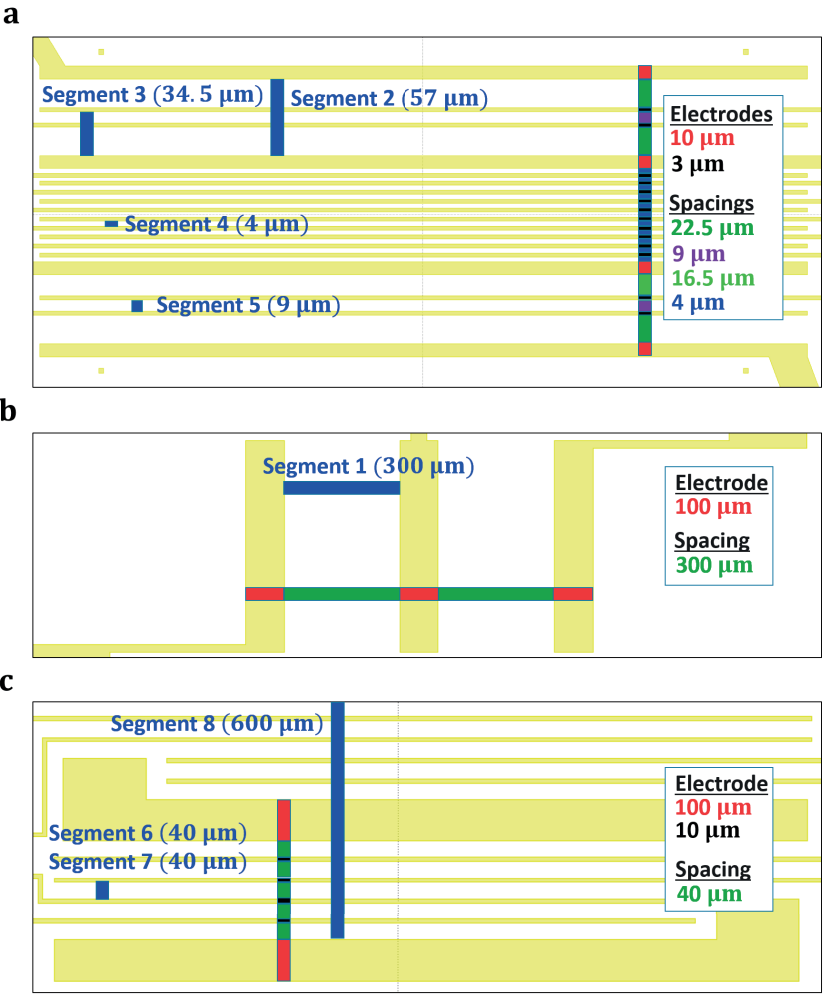 a
Segment 3 (34.5 μm)
Segment 2 (57 μm)
Electrodes
10 μm
3 μm
Spacings
22.5 μm
9 μm
16.5 μm
4 μm
Segment 4 (4 μm)
Segment 5 (9 μm)
b
Segment 1 (300 μm)
Electrode
100 μm
Spacing
300 μm
c
Segment 8 (600 μm)
Electrode
100 μm
10 μm
Spacing
40 μm
Segment 6 (40 μm)
Segment 7 (40 μm)